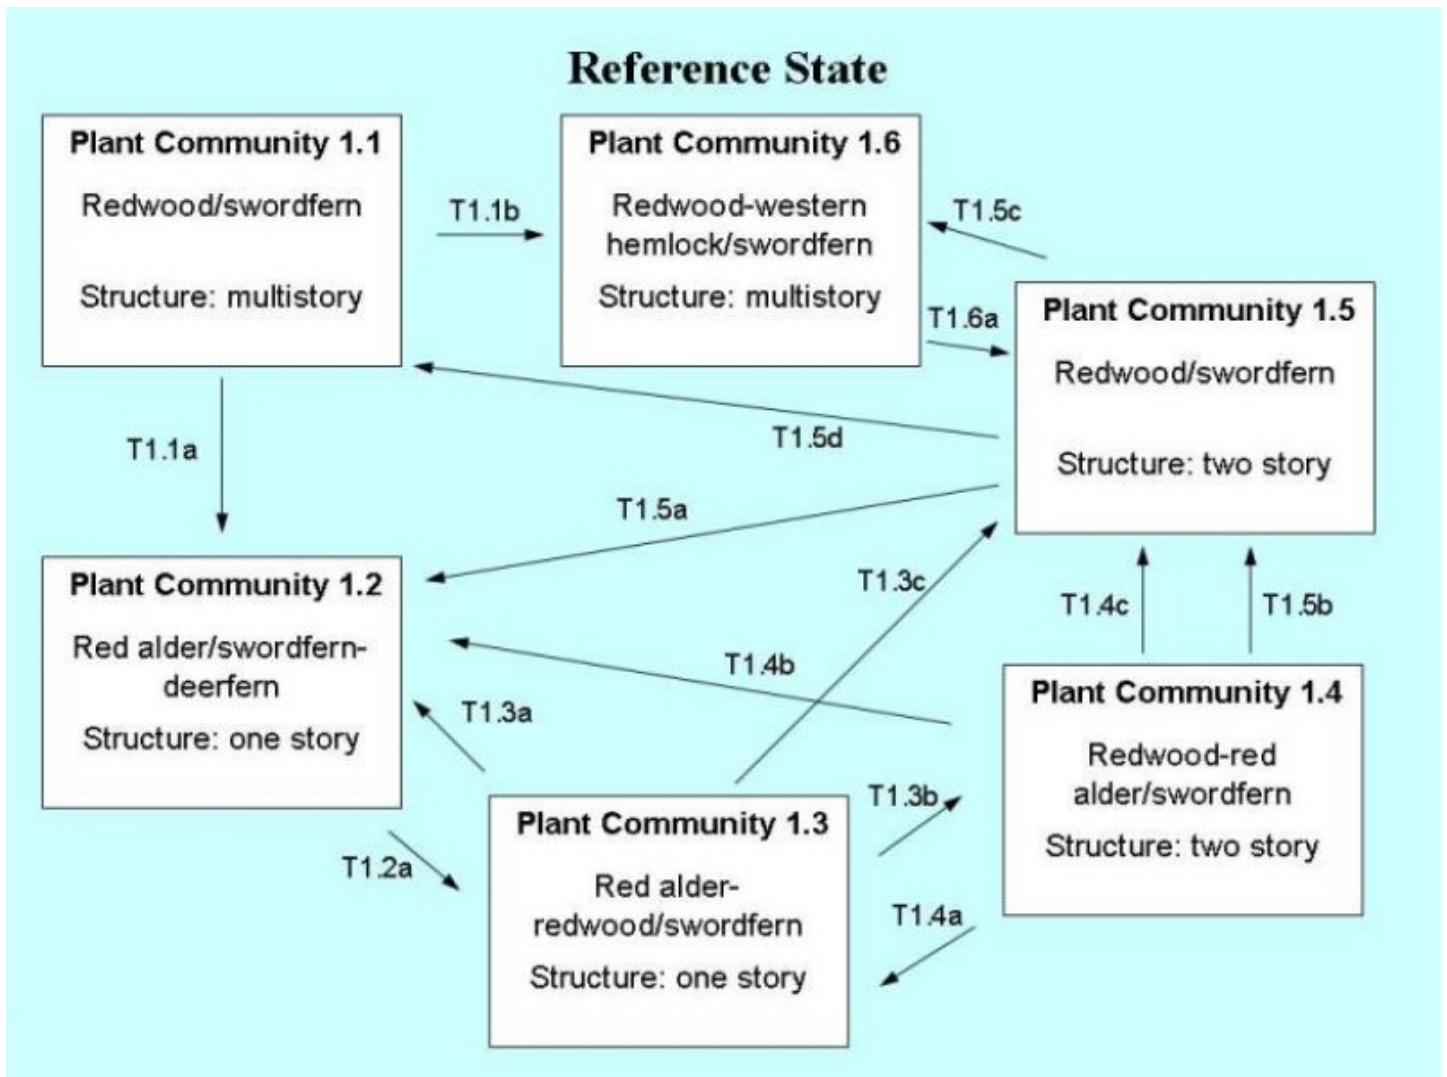 Reference State
Plant Community 1.1
Redwood/swordfern
Structure: multistory
T1.1b
Plant Community 1.6
Redwood-western
hemlock/swordfern
Structure: multistory
T1.5c
T1.6a
Plant Community 1.5
Redwood/swordfern
Structure: two story
T1.5d
T1.1a
T1.5a
T1.3c
T1.4c
T1.5b
Plant Community 1.2
Red alder/swordfern-
deerfern
Structure: one story
T1.4b
T1.3a
Plant Community 1.4
Redwood-red
alder/swordfern
Structure: two story
T1.3b
T1.2a
Plant Community 1.3
Red alder-
redwood/swordfern
Structure: one story
T1.4a